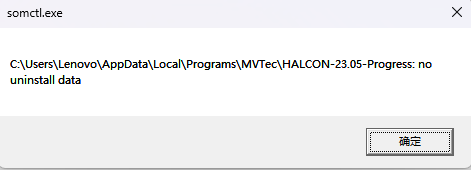 somctl.exe
C:\Users\Lenovo\AppData\Local\Programs\MVTec\HALCON-23.05-Progress: no
uninstall data
确定